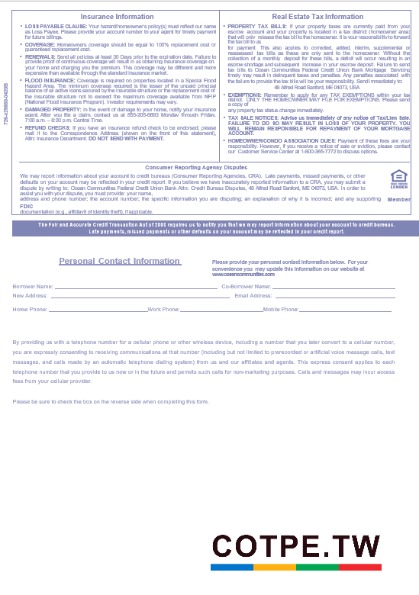 Insurance Information
• LOSS PAYABLE CLAUSE: Your name/homeowner's policy(s) must reflect our name
as Loss Payee. Please provide your account number to your agent for timely payment
for future billings.
• COVERAGE: Homeowners coverage should be equal to 100% replacement cost or
guaranteed replacement cost.
• RENEWALS: Send all policies at least 30 Days prior to the expiration date. Failure to
provide proof of continuous coverage will result in us obtaining insurance coverage on
your home and charging you the premium. This coverage may be different and more
expensive than available through the standard insurance market.
• FLOOD INSURANCE: Coverage is required on properties located in a Special Flood
Hazard Area. The minimum coverage required is the lesser of the unpaid principal
balance of all active loans secured by the insurable structure or the replacement cost of
the insurable structure not to exceed the maximum coverage available from NFIP
(National Flood Insurance Program). Investor requirements may vary.
• DAMAGED PROPERTY: In the event of damage to your home, notify your insurance
agent. After you file a claim, contact us at Monday through Friday,
• REFUND CHECKS: If you have an insurance refund check to be endorsed, please
mail it to the Correspondence Address (shown on the front of this statement),
Attn: Insurance Department. DO NOT SEND PAYMENT.
Real Estate Tax Information
• PROPERTY TAX BILLS: If your property taxes are currently paid from your
escrow account and your property is located in a tax district (homeowner areas)
that will only release the tax bill to the homeowner, it is your responsibility to forward
the tax bill to us
for payment. This also applies to corrected, added, interim, supplemental or
reassessed tax bills as these are only sent to the homeowner. Without the
collection of a monthly deposit for these bills, a debit will occur resulting in an
escrow shortage and subsequent increase in your escrow deposit. Failure to send
tax bills to Ocean Communities Federal Credit Union Bank Mortgage Servicing
timely may result in delinquent taxes and penalties. Any penalties associated with
failure to provide the tax bill to us will be your responsibility. Send immediately to:
48 Alfred Road Sanford, ME 04073, USA
• EXEMPTIONS: Remember to apply for any TAX EXEMPTIONS within your tax
district. ONLY THE HOMEOWNER MAY FILE FOR EXEMPTIONS. Please send
a copy of
any property tax status change immediately.
• TAX SALE NOTICES: Advise us immediately of any notice of Tax/Lien Sale.
FAILURE TO DO SO MAY RESULT IN LOSS OF YOUR PROPERTY. YOU
WILL REMAIN RESPONSIBLE FOR REPAYMENT OF YOUR MORTGAGE
ACCOUNT.
• HOMEOWNER/CONDO ASSOCIATION DUES: Payment of these fees are your
responsibility. However, if you receive a notice of sale or eviction, please contact
our Customer Service Center at to discuss options.
Consumer Reporting Agency Disputes
We may report information about your account to credit bureaus (Consumer Reporting Agencies, CRA). Late payments, missed payments, or other
defaults on your account may be reflected in your credit report. If you believe we have inaccurately reported information to a CRA, you may submit a
dispute by writing to: Ocean Communities Federal Credit Union Bank Attn: Credit Bureau Disputes, 48 Alfred Road Sanford, ME 04073, USA. In order to
assist you with your dispute, you must provide: your name,
address and phone number; the account number; the specific information you are disputing; an explanation of why it is incorrect; and any supporting
Member
FDIC
documentation (e.g., affidavit of identity theft), if applicable.
The Fair and Accurate Credit Transaction Act of 2003 requires us to notify you that we may report information about your account to credit bureaus.
Late payments, missed payments or other defaults on your account may be reflected in your credit report.
Personal Contact Information
Please provide your personal contact information below. For your
convenience you may update this information on our website at
Borrower Name:
Co-Borrower Name:
New Address
Email Address:
Home Phone:
Work Phone
Mobile Phone
By providing us with a telephone number for a cellular phone or other wireless device, including a number that you later convert to a cellular number,
you are expressly consenting to receiving communications at that number (including but not limited to prerecorded or artificial voice message calls, text
messages, and calls made by an automatic telephone dialing system) from us and our affiliates. This express consent applies to each
telephone number that you provide to us now or in the future and permits such calls for non-marketing purposes. Calls and messages may incur access
fees from your cellular provider.
Please be sure to check the box on the reverse side when completing this form.
COTPE.TW